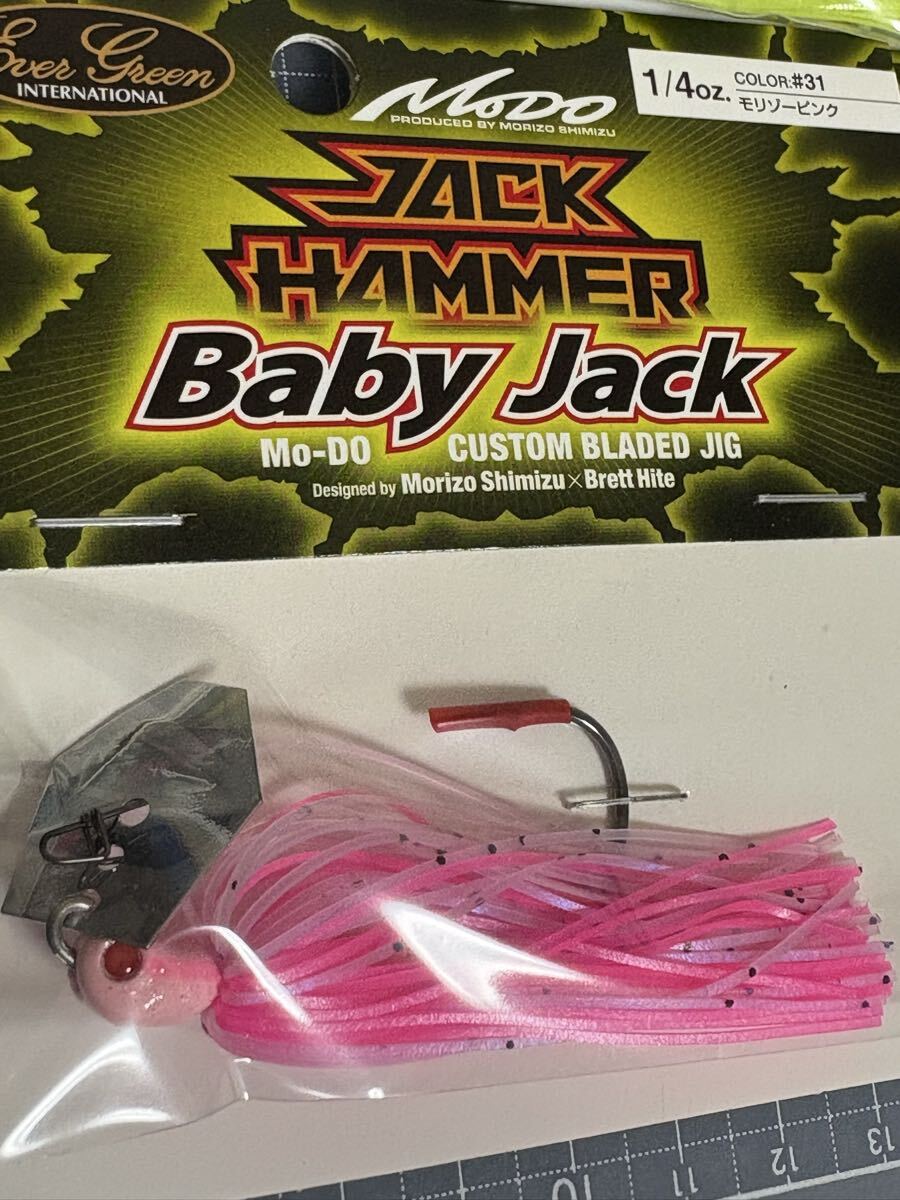 Ever Green
INTERNATIONAL
MoDO
PRODUCED BY MORIZO SHIMIZU
1/4oz.
COLOR:#31
モリゾーピンク
JACK
HAMMER
Baby Jack
Mo-DO CUSTOM BLADED JIG
Designed by Morizo Shimizu×Brett Hite
10 11 12 13